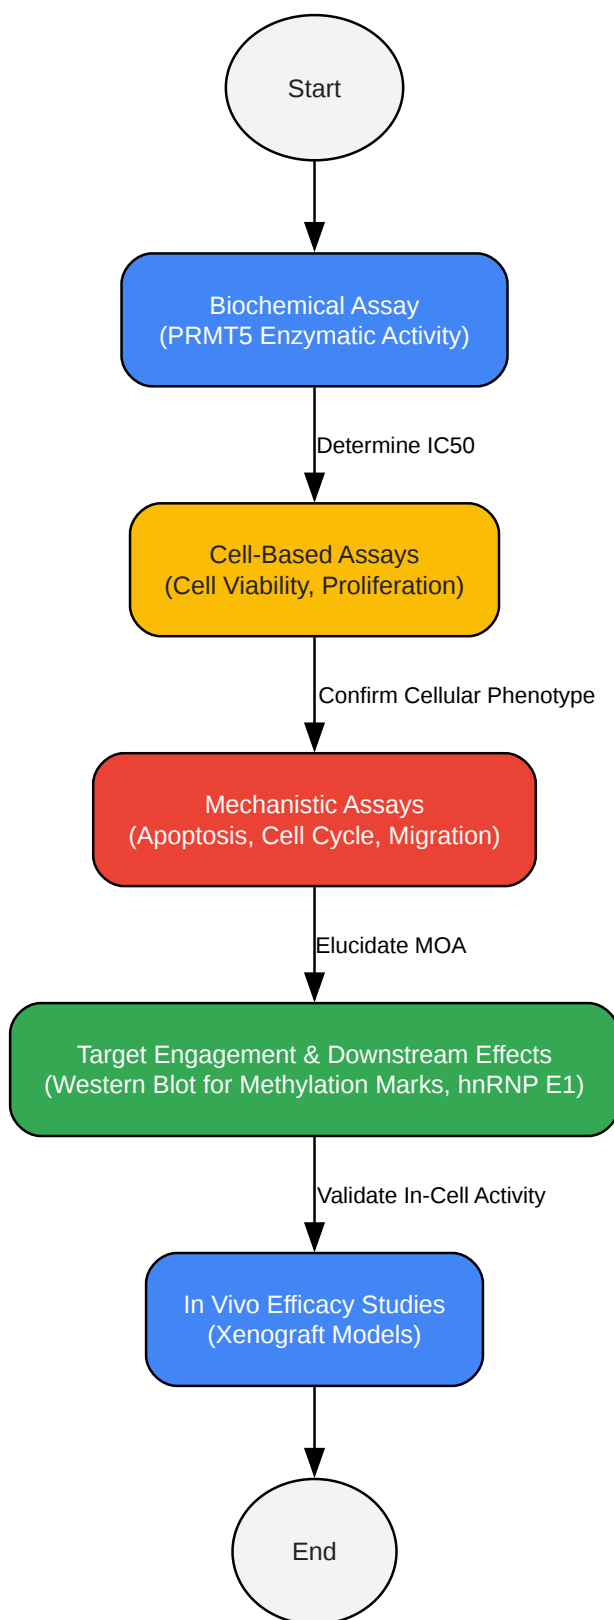 Start
Biochemical Assay
(PRMT5 Enzymatic Activity)
Determine IC50
Cell-Based Assays
(Cell Viability, Proliferation)
Confirm Cellular Phenotype
Mechanistic Assays
(Apoptosis, Cell Cycle, Migration)
Elucidate MOA
Target Engagement & Downstream Effects
(Western Blot for Methylation Marks, hnRNP E1)
Validate In-Cell Activity
In Vivo Efficacy Studies
(Xenograft Models)
End